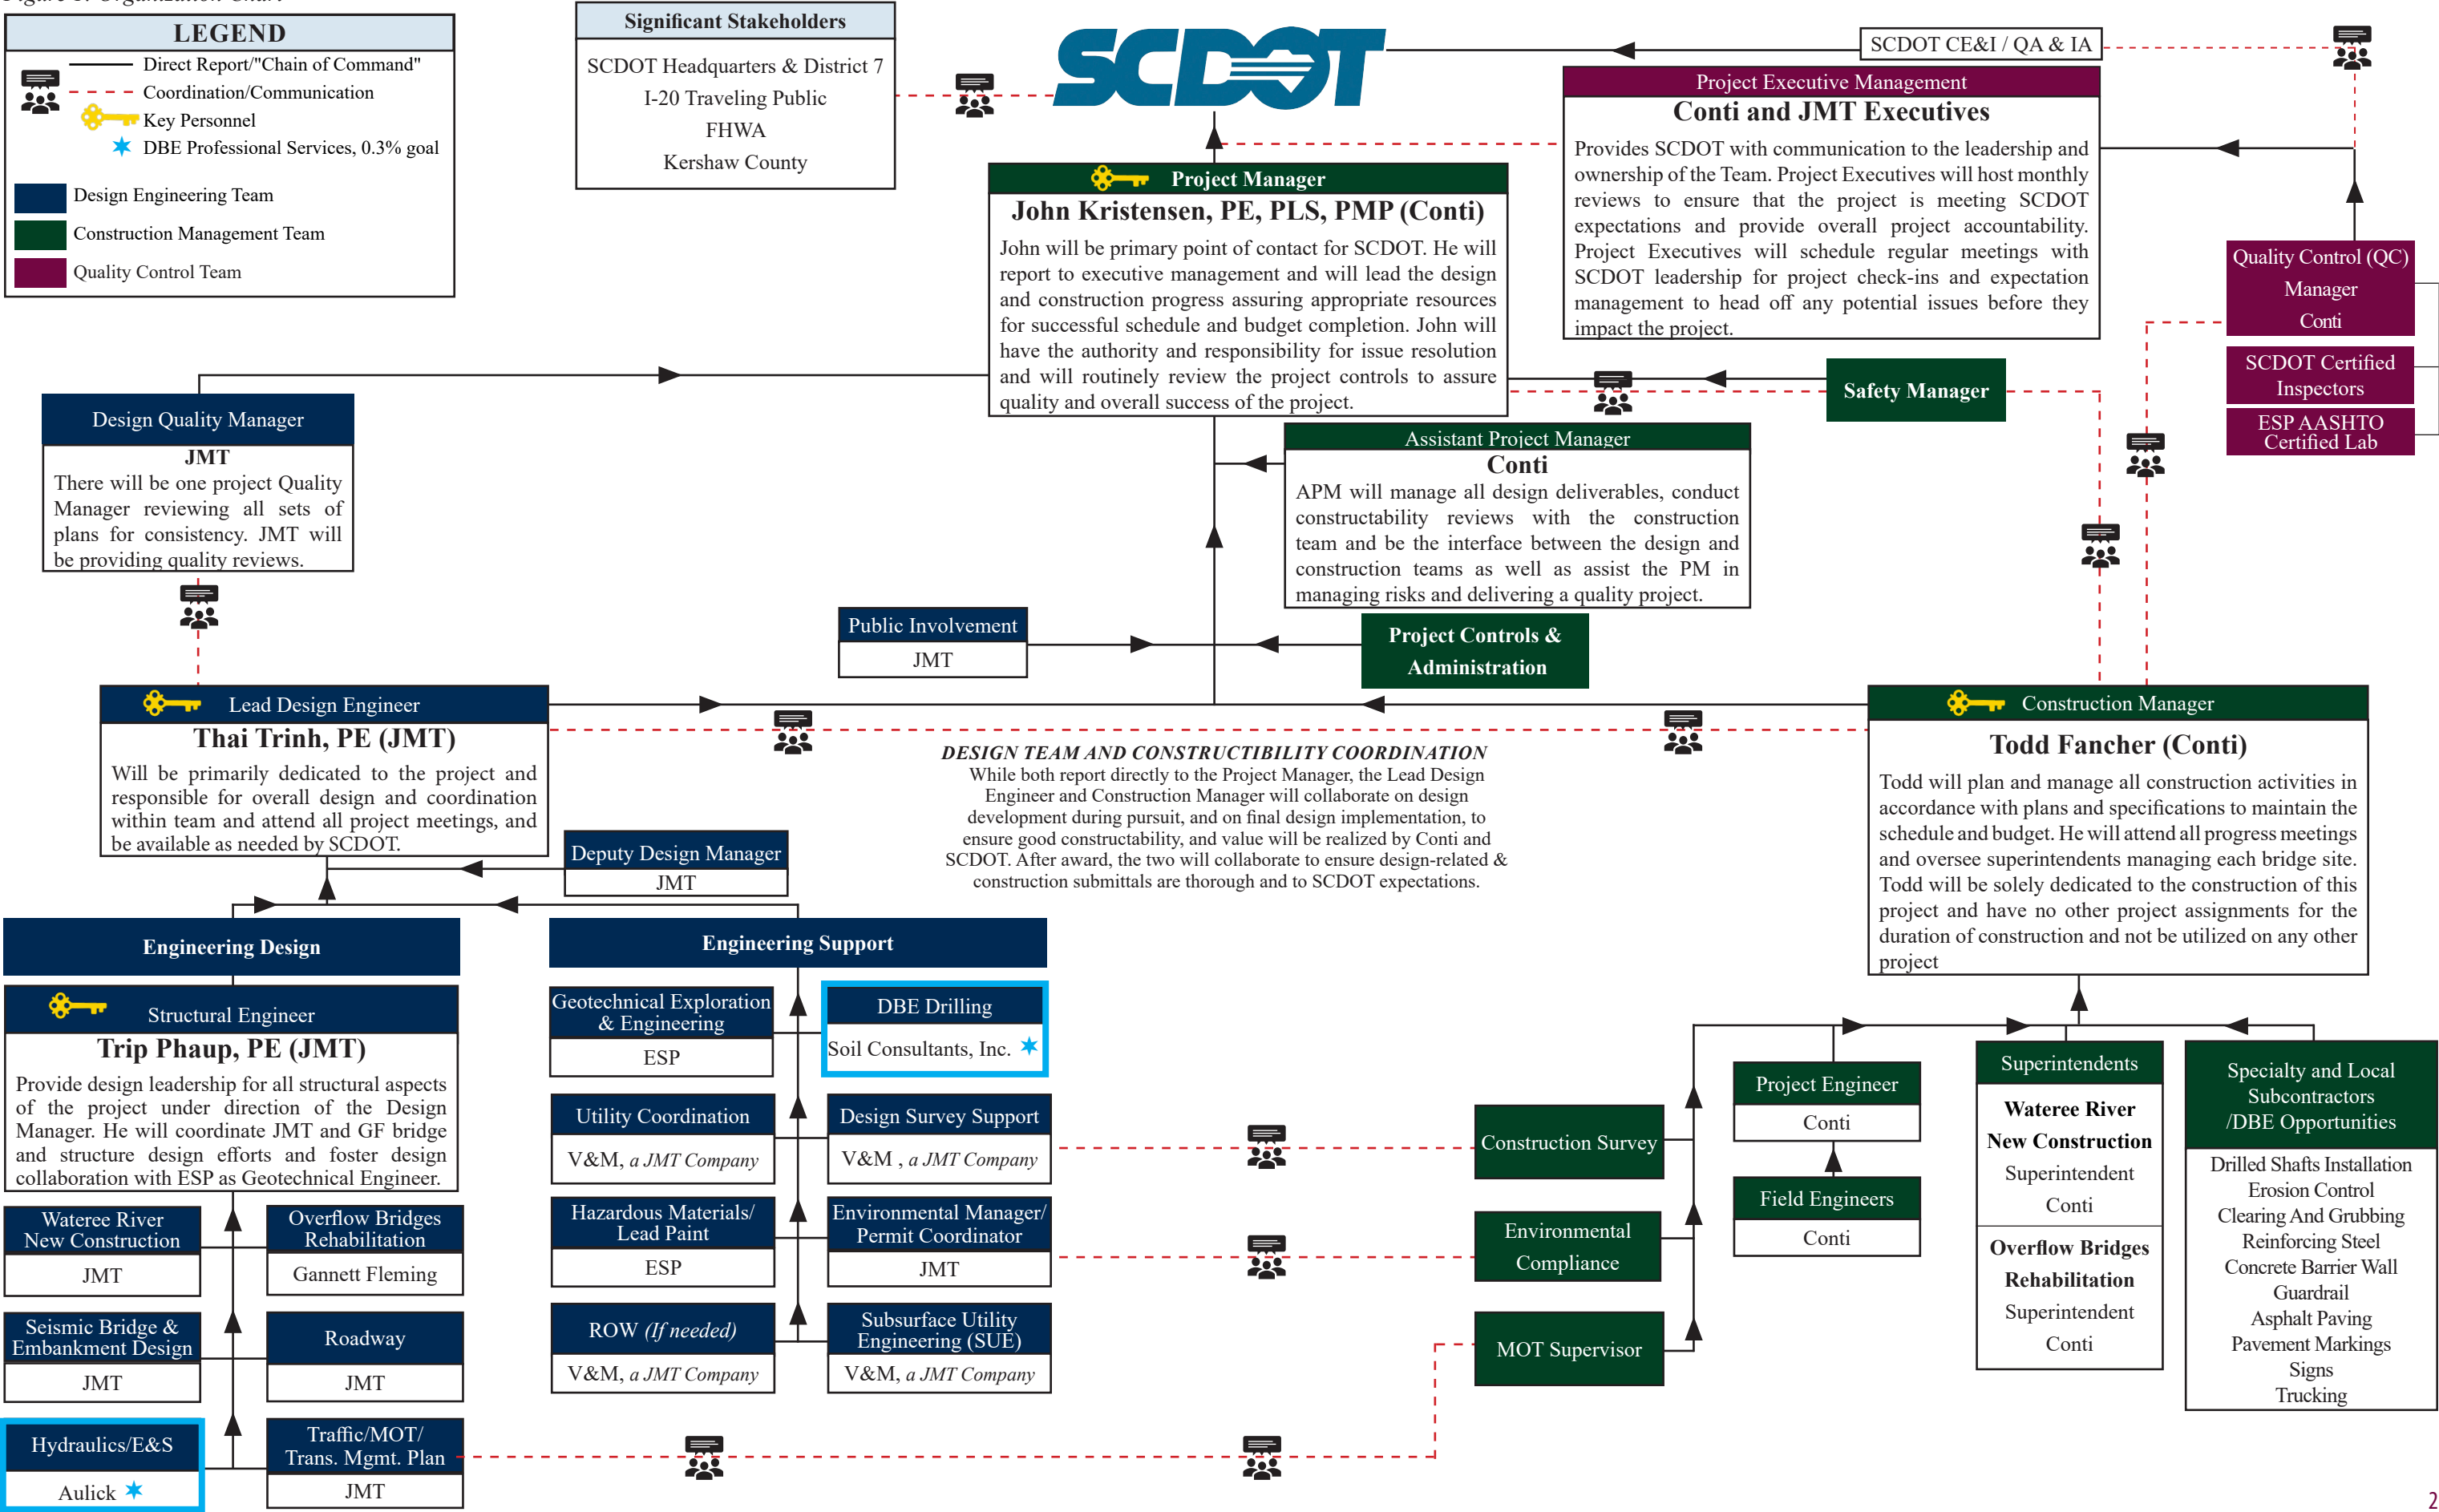 Figure 1. Organization Chart
LEGEND
Direct Report/"Chain of Command"
Coordination/Communication
Key Personnel
DBE Professional Services, 0.3% goal
Design Engineering Team
Construction Management Team
Quality Control Team
Significant Stakeholders
SCDOT Headquarters & District 7
I-20 Traveling Public
FHWA
Kershaw County
SCDOT
SCDOT CE&I / QA & IA
Project Executive Management
Conti and JMT Executives
Provides SCDOT with communication to the leadership and
ownership of the Team. Project Executives will host monthly
reviews to ensure that the project is meeting SCDOT
expectations and provide overall project accountability.
Project Executives will schedule regular meetings with
SCDOT leadership for project check-ins and expectation
management to head off any potential issues before they
impact the project.
Project Manager
John Kristensen, PE, PLS, PMP (Conti)
John will be primary point of contact for SCDOT. He will
report to executive management and will lead the design
and construction progress assuring appropriate resources
for successful schedule and budget completion. John will
have the authority and responsibility for issue resolution
and will routinely review the project controls to assure
quality and overall success of the project.
Quality Control (QC)
Manager
Conti
SCDOT Certified
Inspectors
ESP AASHTO
Certified Lab
Safety Manager
Design Quality Manager
JMT
There will be one project Quality
Manager reviewing all sets of
plans for consistency. JMT will
be providing quality reviews.
Assistant Project Manager
Conti
APM will manage all design deliverables, conduct
constructability reviews with the construction
team and be the interface between the design and
construction teams as well as assist the PM in
managing risks and delivering a quality project.
Public Involvement
JMT
Project Controls &
Administration
Lead Design Engineer
Thai Trinh, PE (JMT)
Will be primarily dedicated to the project and
responsible for overall design and coordination
within team and attend all project meetings, and
be available as needed by SCDOT.
DESIGN TEAM AND CONSTRUCTIBILITY COORDINATION
While both report directly to the Project Manager, the Lead Design
Engineer and Construction Manager will collaborate on design
development during pursuit, and on final design implementation, to
ensure good constructability, and value will be realized by Conti and
SCDOT. After award, the two will collaborate to ensure design-related &
construction submittals are thorough and to SCDOT expectations.
Construction Manager
Todd Fancher (Conti)
Todd will plan and manage all construction activities in
accordance with plans and specifications to maintain the
schedule and budget. He will attend all progress meetings
and oversee superintendents managing each bridge site.
Todd will be solely dedicated to the construction of this
project and have no other project assignments for the
duration of construction and not be utilized on any other
project
Deputy Design Manager
JMT
Engineering Design
Structural Engineer
Trip Phaup, PE (JMT)
Provide design leadership for all structural aspects
of the project under direction of the Design
Manager. He will coordinate JMT and GF bridge
and structure design efforts and foster design
collaboration with ESP as Geotechnical Engineer.
Wateree River
New Construction
JMT
Overflow Bridges
Rehabilitation
Gannett Fleming
Seismic Bridge &
Embankment Design
JMT
Roadway
JMT
Hydraulics/E&S
Aulick
Traffic/MOT/
Trans. Mgmt. Plan
JMT
Engineering Support
Geotechnical Exploration
& Engineering
ESP
DBE Drilling
Soil Consultants, Inc.
Utility Coordination
V&M, a JMT Company
Design Survey Support
V&M , a JMT Company
Hazardous Materials/
Lead Paint
ESP
Environmental Manager/
Permit Coordinator
JMT
ROW (If needed)
V&M, a JMT Company
Subsurface Utility
Engineering (SUE)
V&M, a JMT Company
Construction Survey
Environmental
Compliance
MOT Supervisor
Project Engineer
Conti
Field Engineers
Conti
Superintendents
Wateree River
New Construction
Superintendent
Conti
Overflow Bridges
Rehabilitation
Superintendent
Conti
Specialty and Local
Subcontractors
/DBE Opportunities
Drilled Shafts Installation
Erosion Control
Clearing And Grubbing
Reinforcing Steel
Concrete Barrier Wall
Guardrail
Asphalt Paving
Pavement Markings
Signs
Trucking
2